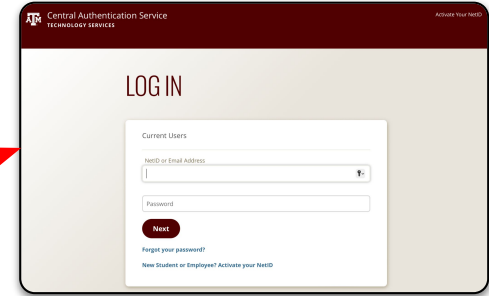 ĀTM Central Authentication Service
TECHNOLOGY SERVICES
Activate Your NetID
LOG IN
Current Users
NetID or Email Address
Password
Next
Forgot your password?
New Student or Employee? Activate your NetID